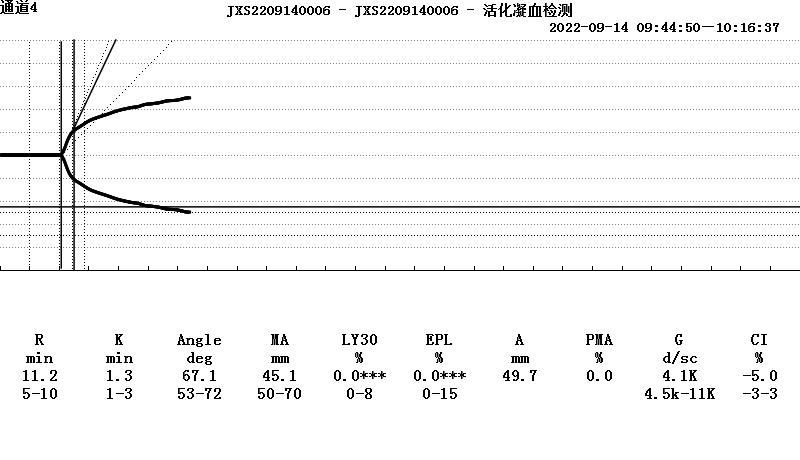 通道4
JXS2209140006 - JXS2209140006 - 活化凝血检测
2022-09-14 09:44:50—10:16:37
R K Angle MA LY30 EPL A PMA G CI
min min deg mm % % mm % d/sc %
11.2 1.3 67.1 45.1 0.0*** 0.0*** 49.7 0.0 4.1K -5.0
5-10 1-3 53-72 50-70 0-8 0-15 4.5k-11K -3-3